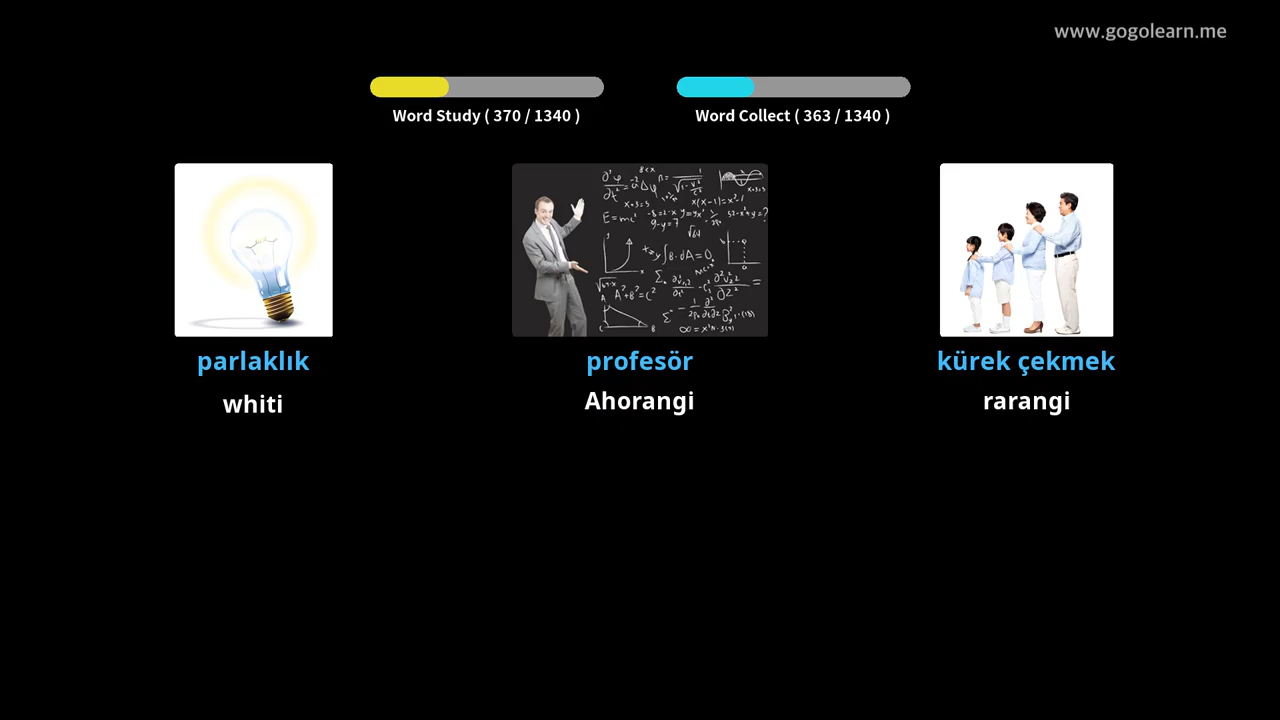 www.gogolearn.me
Word Study ( 370 / 1340 )
Word Collect ( 363 / 1340 )
parlaklık
whiti
profesör
Ahorangi
kürek çekmek
rarangi